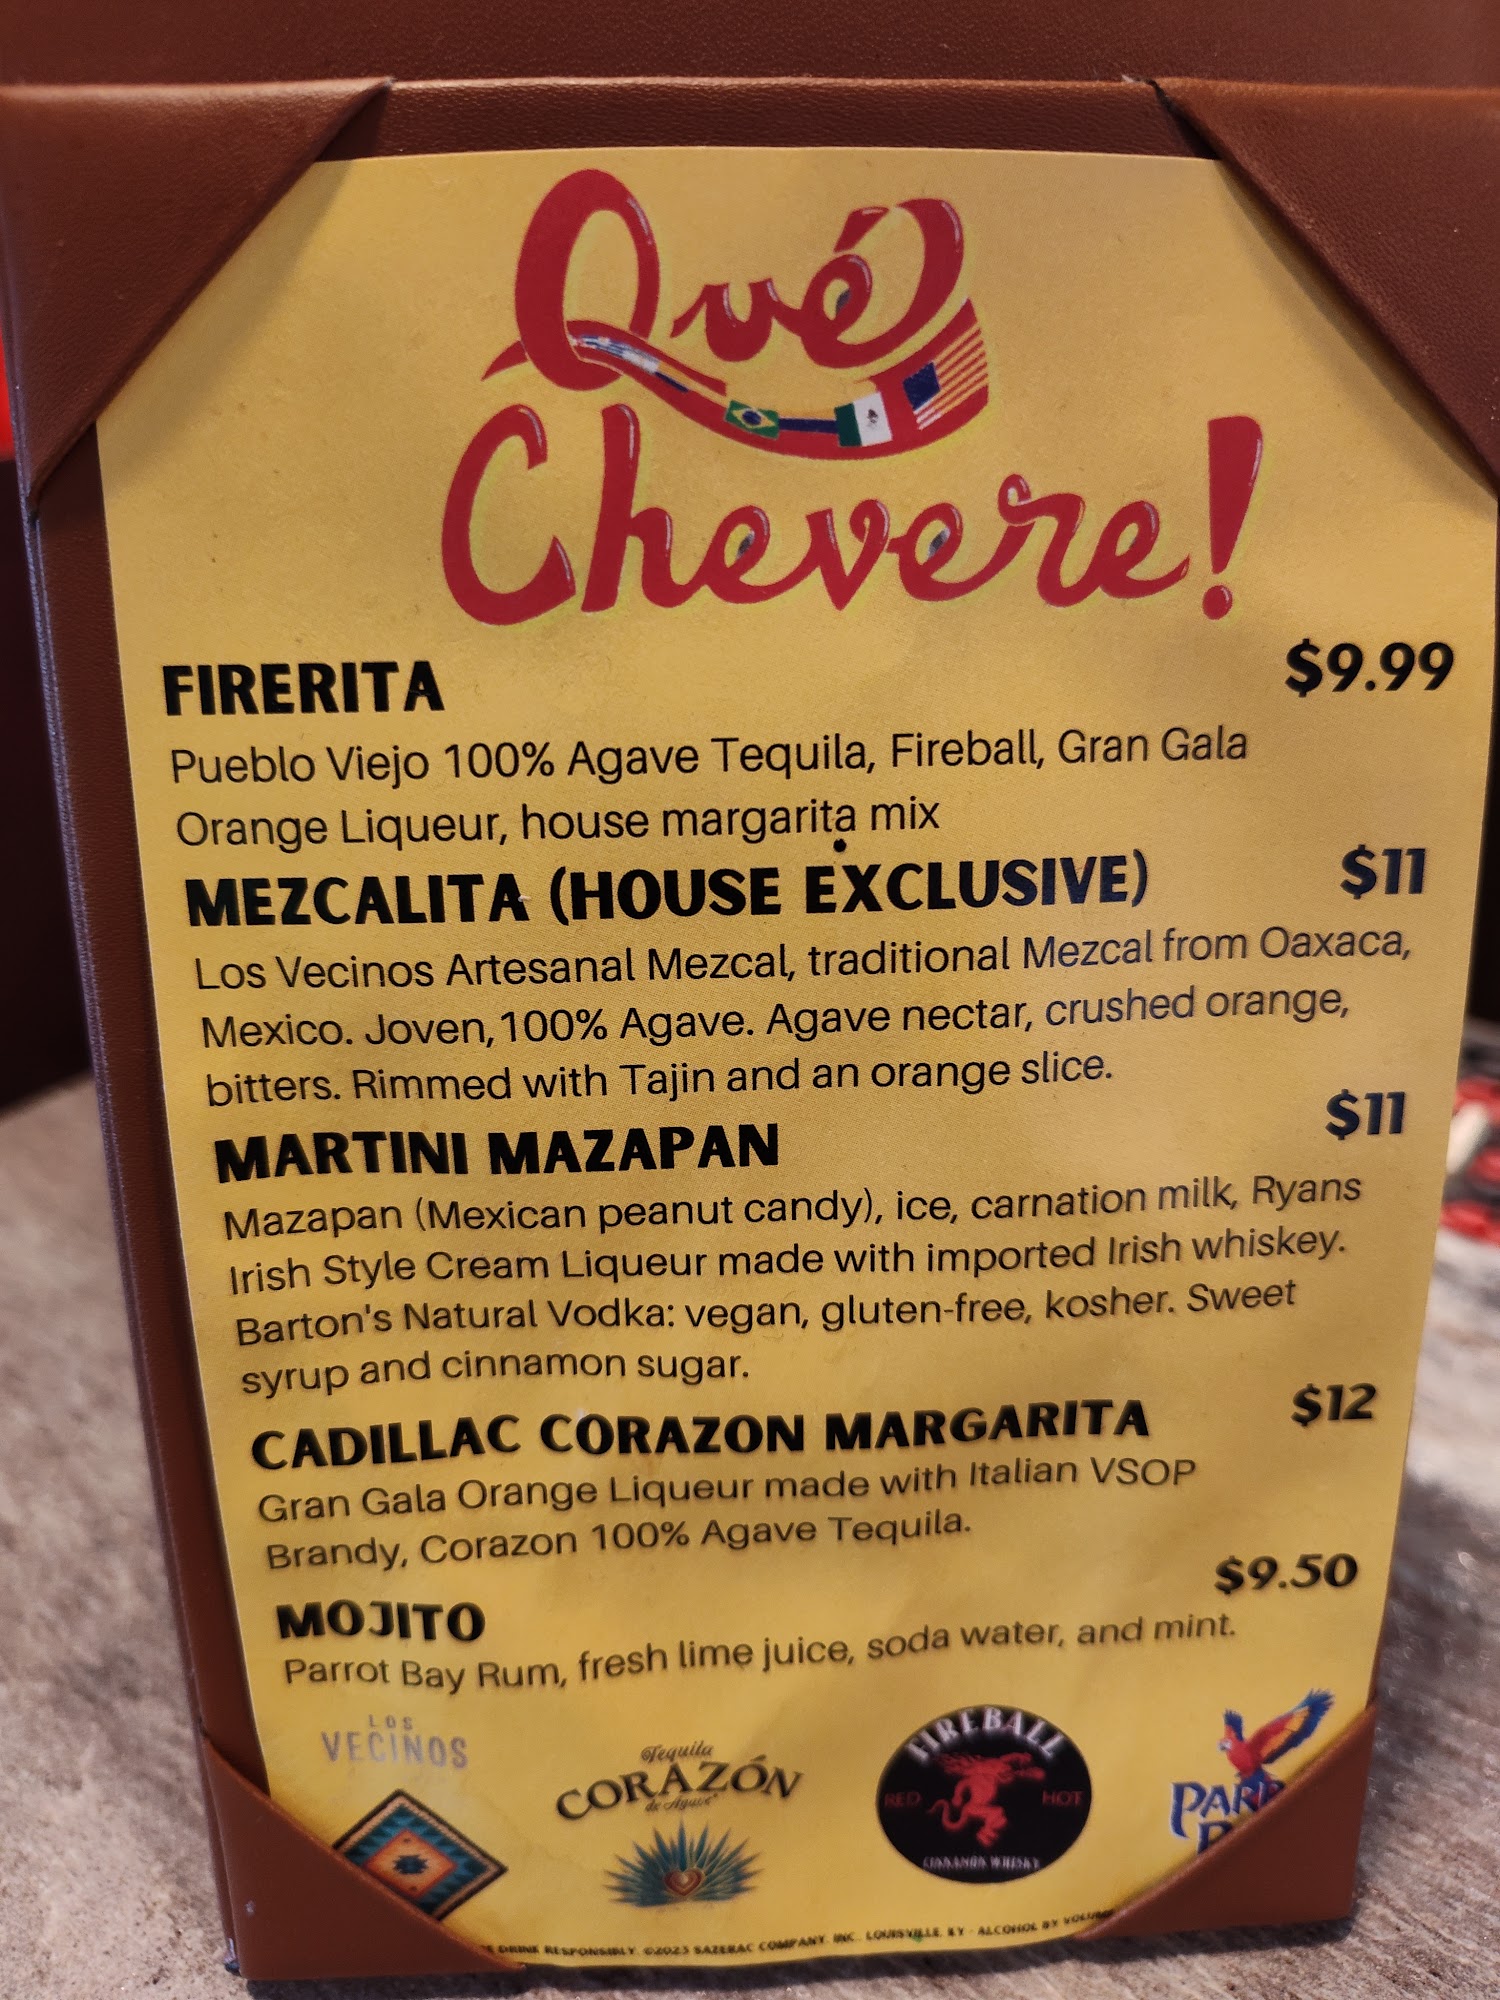 Qué
Chevere!
FIRERITA $9.99
Pueblo Viejo 100% Agave Tequila, Fireball, Gran Gala
Orange Liqueur, house margarita mix
MEZCALITA (HOUSE EXCLUSIVE) $11
Los Vecinos Artesanal Mezcal, traditional Mezcal from Oaxaca,
Mexico. Joven,100% Agave. Agave nectar, crushed orange,
bitters. Rimmed with Tajin and an orange slice.
MARTINI MAZAPAN $11
Mazapan (Mexican peanut candy), ice, carnation milk, Ryans
Irish Style Cream Liqueur made with imported Irish whiskey.
Barton's Natural Vodka: vegan, gluten-free, kosher. Sweet
syrup and cinnamon sugar.
CADILLAC CORAZON MARGARITA $12
Gran Gala Orange Liqueur made with Italian VSOP
Brandy, Corazon 100% Agave Tequila.
MOJITO $9.50
Parrot Bay Rum, fresh lime juice, soda water, and mint.
LOS
VECINOS
Tequila
CORAZÓN
de Agave
FIREBALL
RED HOT
CINNAMON WHISKY
DRINK RESPONSIBLY. ©2023 SAZERAC COMPANY, INC., LOUISVILLE, KY - ALCOHOL BY VOLUME